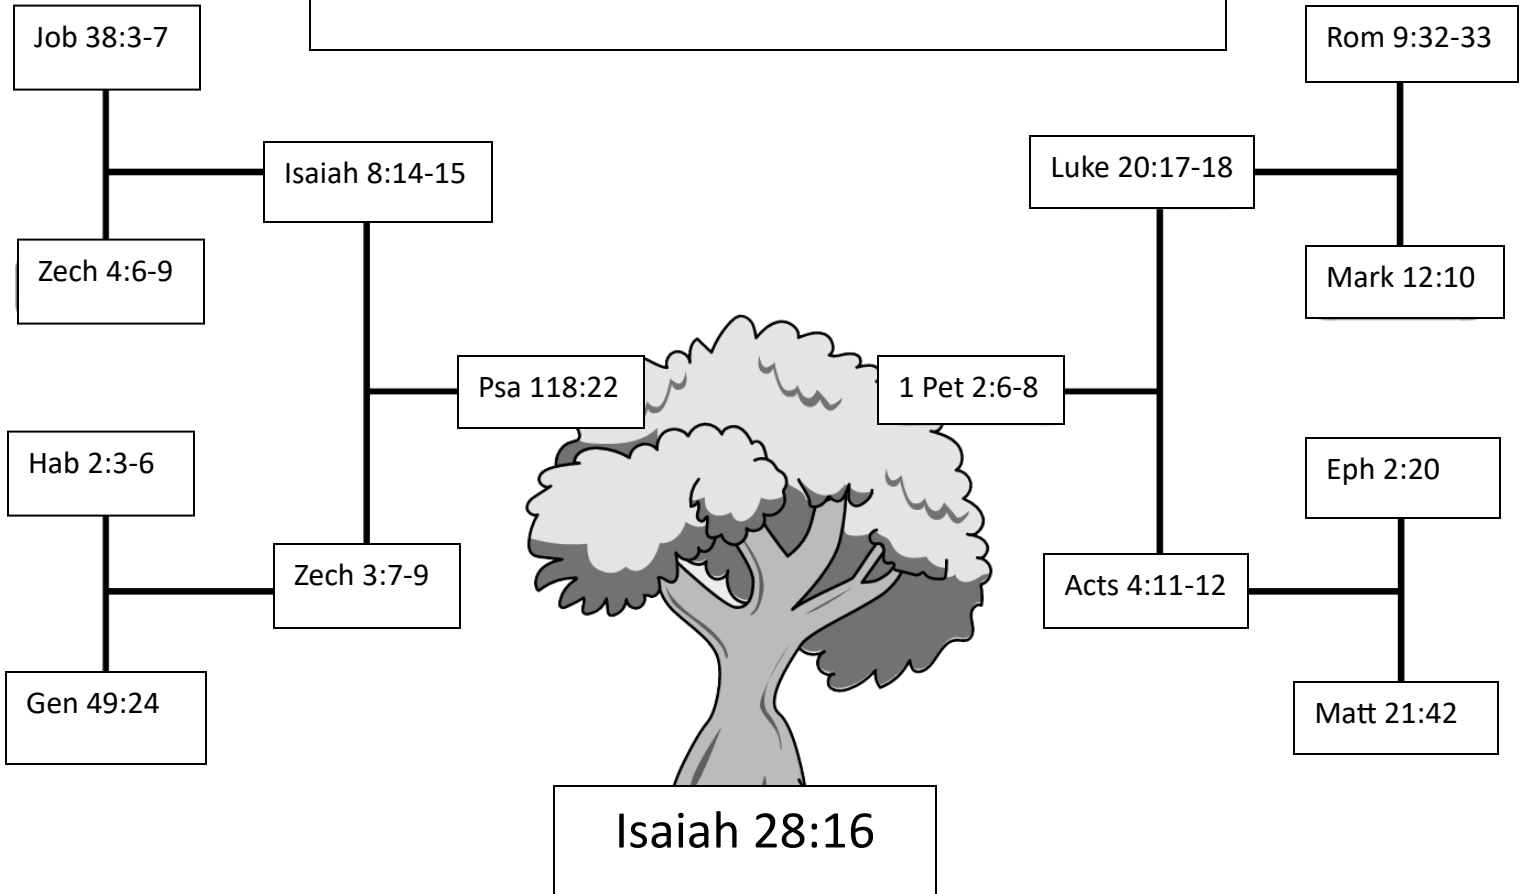 Job 38:3-7
Rom 9:32-33
Isaiah 8:14-15
Luke 20:17-18
Zech 4:6-9
Mark 12:10
Psa 118:22
1 Pet 2:6-8
Hab 2:3-6
Eph 2:20
Zech 3:7-9
Acts 4:11-12
Gen 49:24
Matt 21:42
Isaiah 28:16